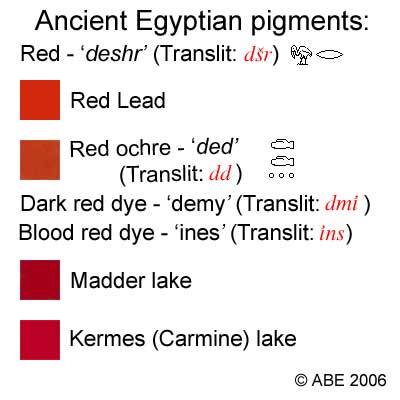 Ancient Egyptian pigments:
Red - ‘deshr’ (Translit: dšr)
Red Lead
Red ochre - ‘ded’
(Translit: dd )
Dark red dye - ‘demy’ (Translit: dmi )
Blood red dye - ‘ines’ (Translit: ins)
Madder lake
Kermes (Carmine) lake
© ABE 2006